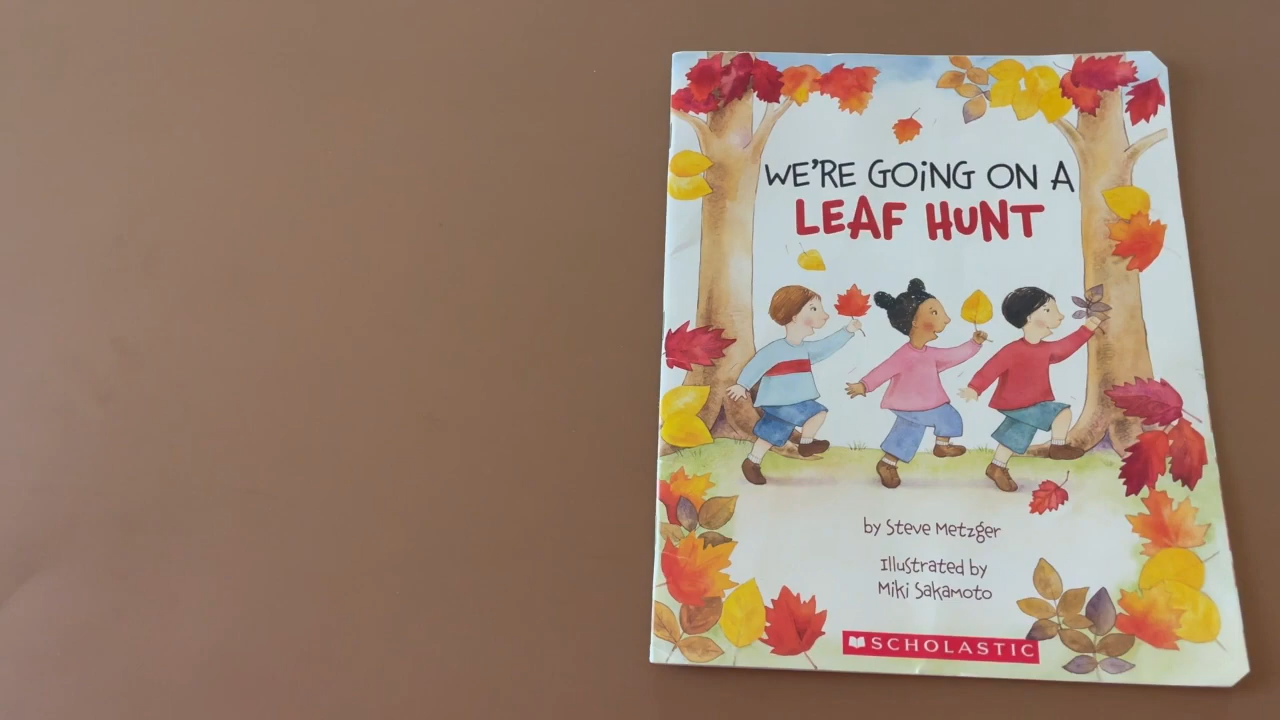 WE'RE GOiNG ON A
LEAF HUNT
by Steve Metzger
Illustrated by
Miki Sakamoto
SCHOLASTIC